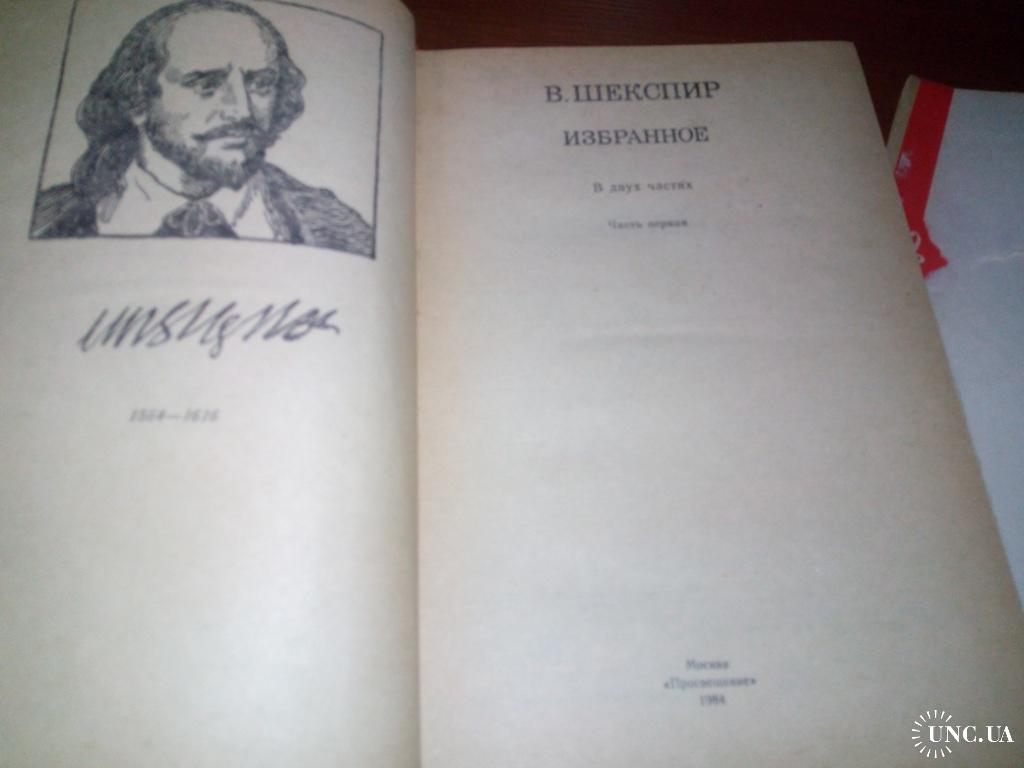 1564—1616
В. ШЕКСПИР
ИЗБРАННОЕ
В двух частях
Часть первая
Москва
«Просвещение»
1984
UNC.UA